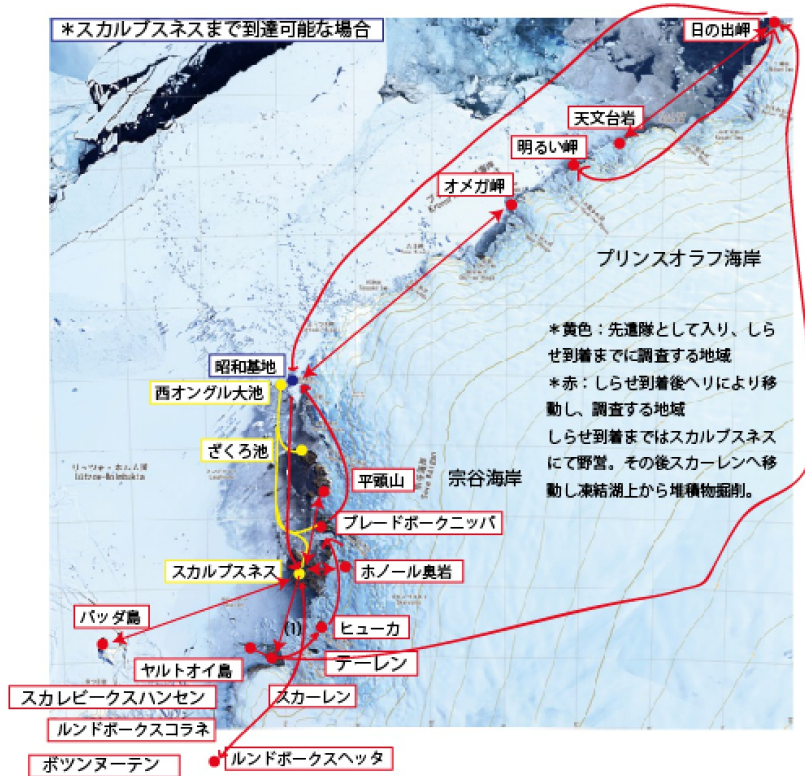 *スカルブスネスまで到達可能な場合
日の出岬
天文台岩
明るい岬
オメガ岬
プリンスオラフ海岸
*黄色：先遣隊として入り、しら
せ到着までに調査する地域
*赤：しらせ到着後ヘリにより移
動し、調査する地域
しらせ到着まではスカルブスネス
にて野営。その後スカーレンへ移
動し凍結湖上から堆積物掘削。
昭和基地
西オングル大池
ざくろ池
平頭山
宗谷海岸
ブレードボークニッパ
スカルブスネス
ホノール奥岩
パッダ島
(1)
ヒューカ
ヤルトオイ島
テーレン
スカレビークスハンセン
スカーレン
ルンドボークスコラネ
ボツンヌーテン
ルンドボークスヘッタ